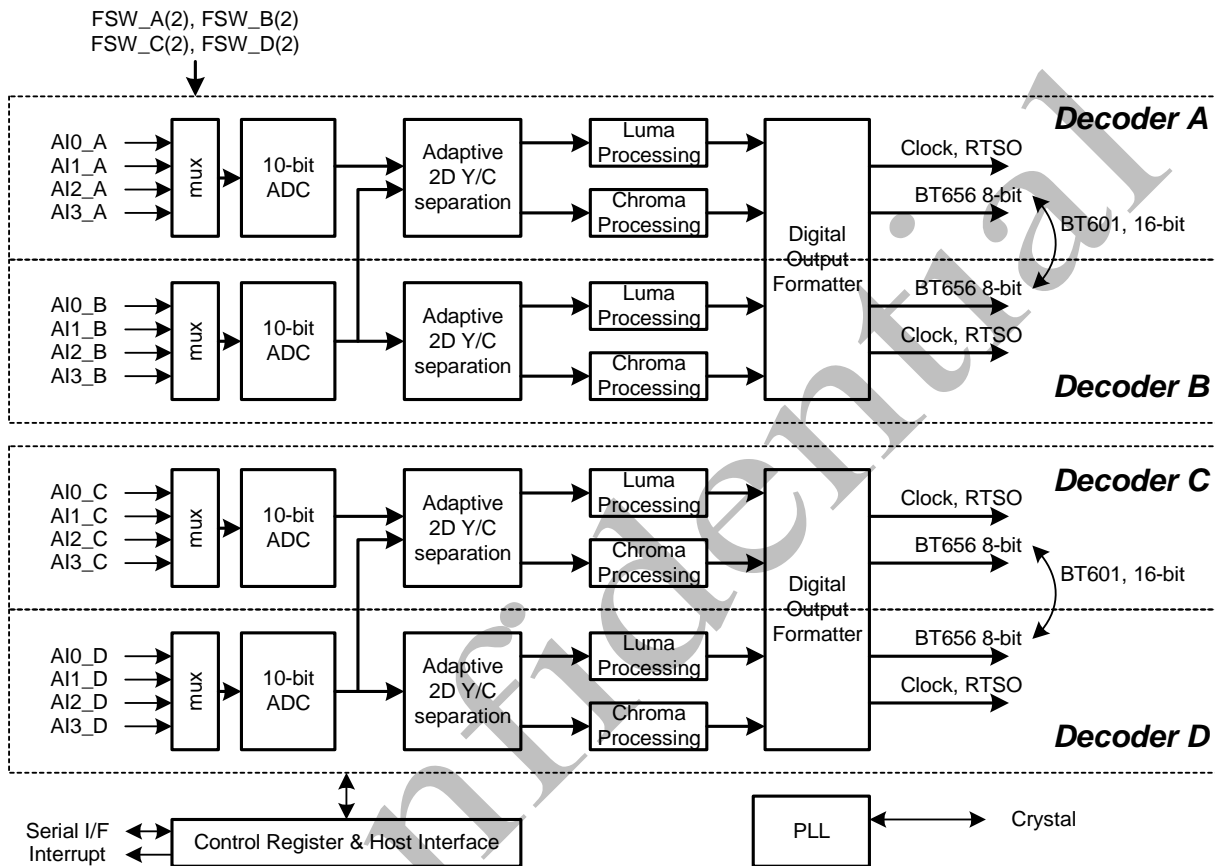 FSW_A(2), FSW_B(2)
FSW_C(2), FSW_D(2)
Decoder A
AI0_A
AI1_A
AI2_A
AI3_A
mux
10-bit
ADC
Adaptive
2D Y/C
separation
Luma
Processing
Chroma
Processing
Digital
Output
Formatter
Clock, RTSO
BT656 8-bit
BT601, 16-bit
AI0_B
AI1_B
AI2_B
AI3_B
mux
10-bit
ADC
Adaptive
2D Y/C
separation
Luma
Processing
Chroma
Processing
BT656 8-bit
Clock, RTSO
Decoder B
Decoder C
AI0_C
AI1_C
AI2_C
AI3_C
mux
10-bit
ADC
Adaptive
2D Y/C
separation
Luma
Processing
Chroma
Processing
Digital
Output
Formatter
Clock, RTSO
BT656 8-bit
BT601, 16-bit
AI0_D
AI1_D
AI2_D
AI3_D
mux
10-bit
ADC
Adaptive
2D Y/C
separation
Luma
Processing
Chroma
Processing
BT656 8-bit
Clock, RTSO
Decoder D
Serial I/F
Interrupt
Control Register & Host Interface
PLL
Crystal
nfidential